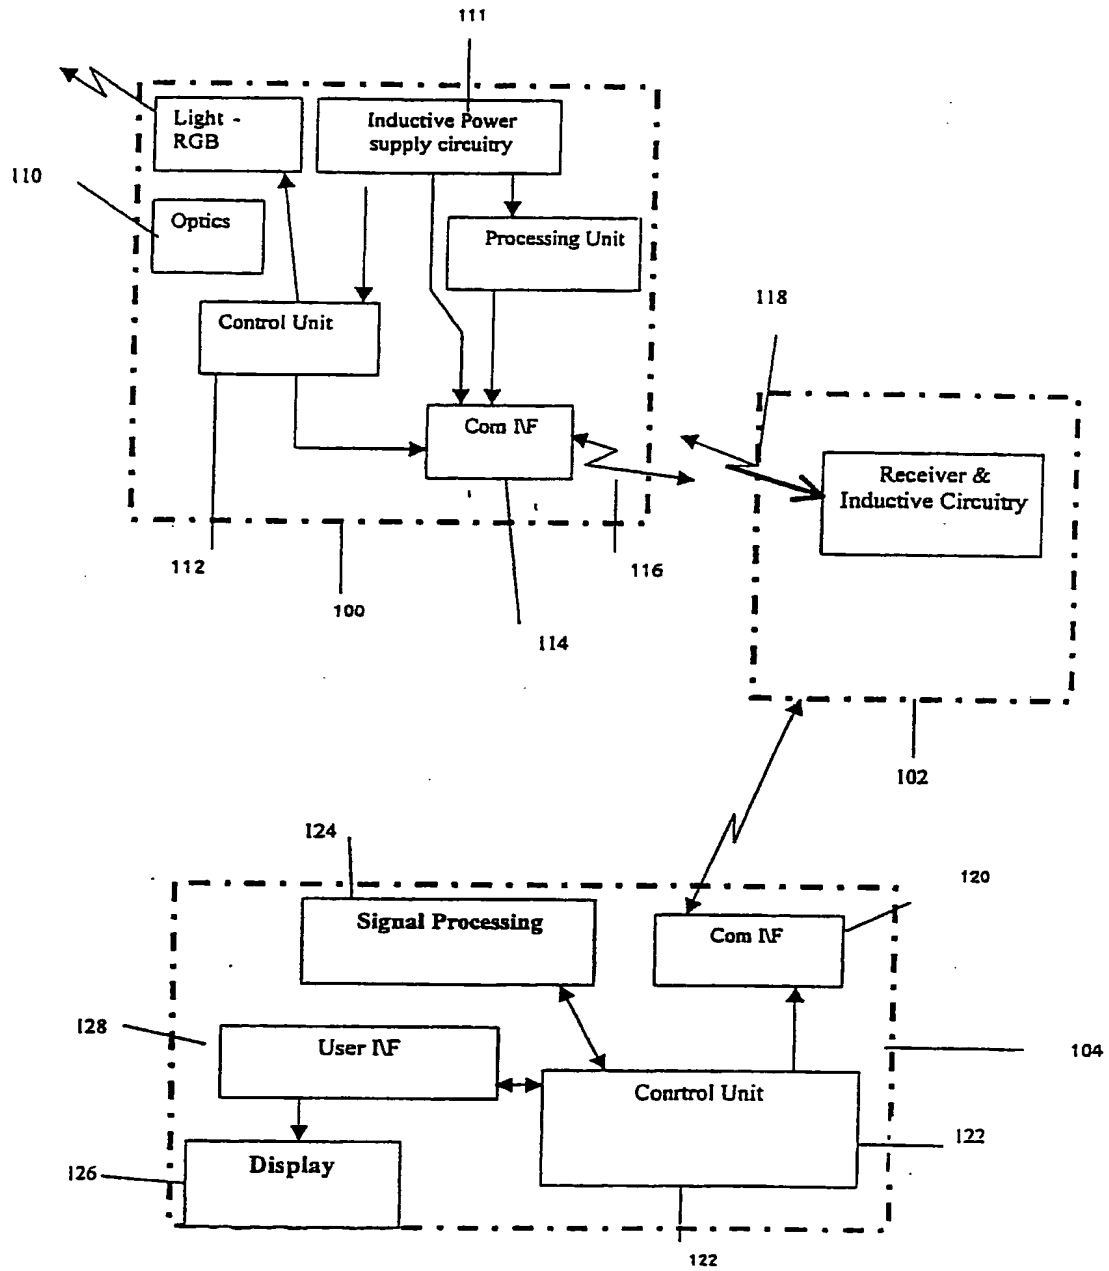 111
Light -
RGB
Inductive Power
supply circuitry
110
Optics
Processing Unit
118
Control Unit
Com I\F
Receiver &
Inductive Circuitry
112
116
100
114
102
124
120
Signal Processing
Com I\F
128
User I\F
104
Conrtrol Unit
122
Display
126
122